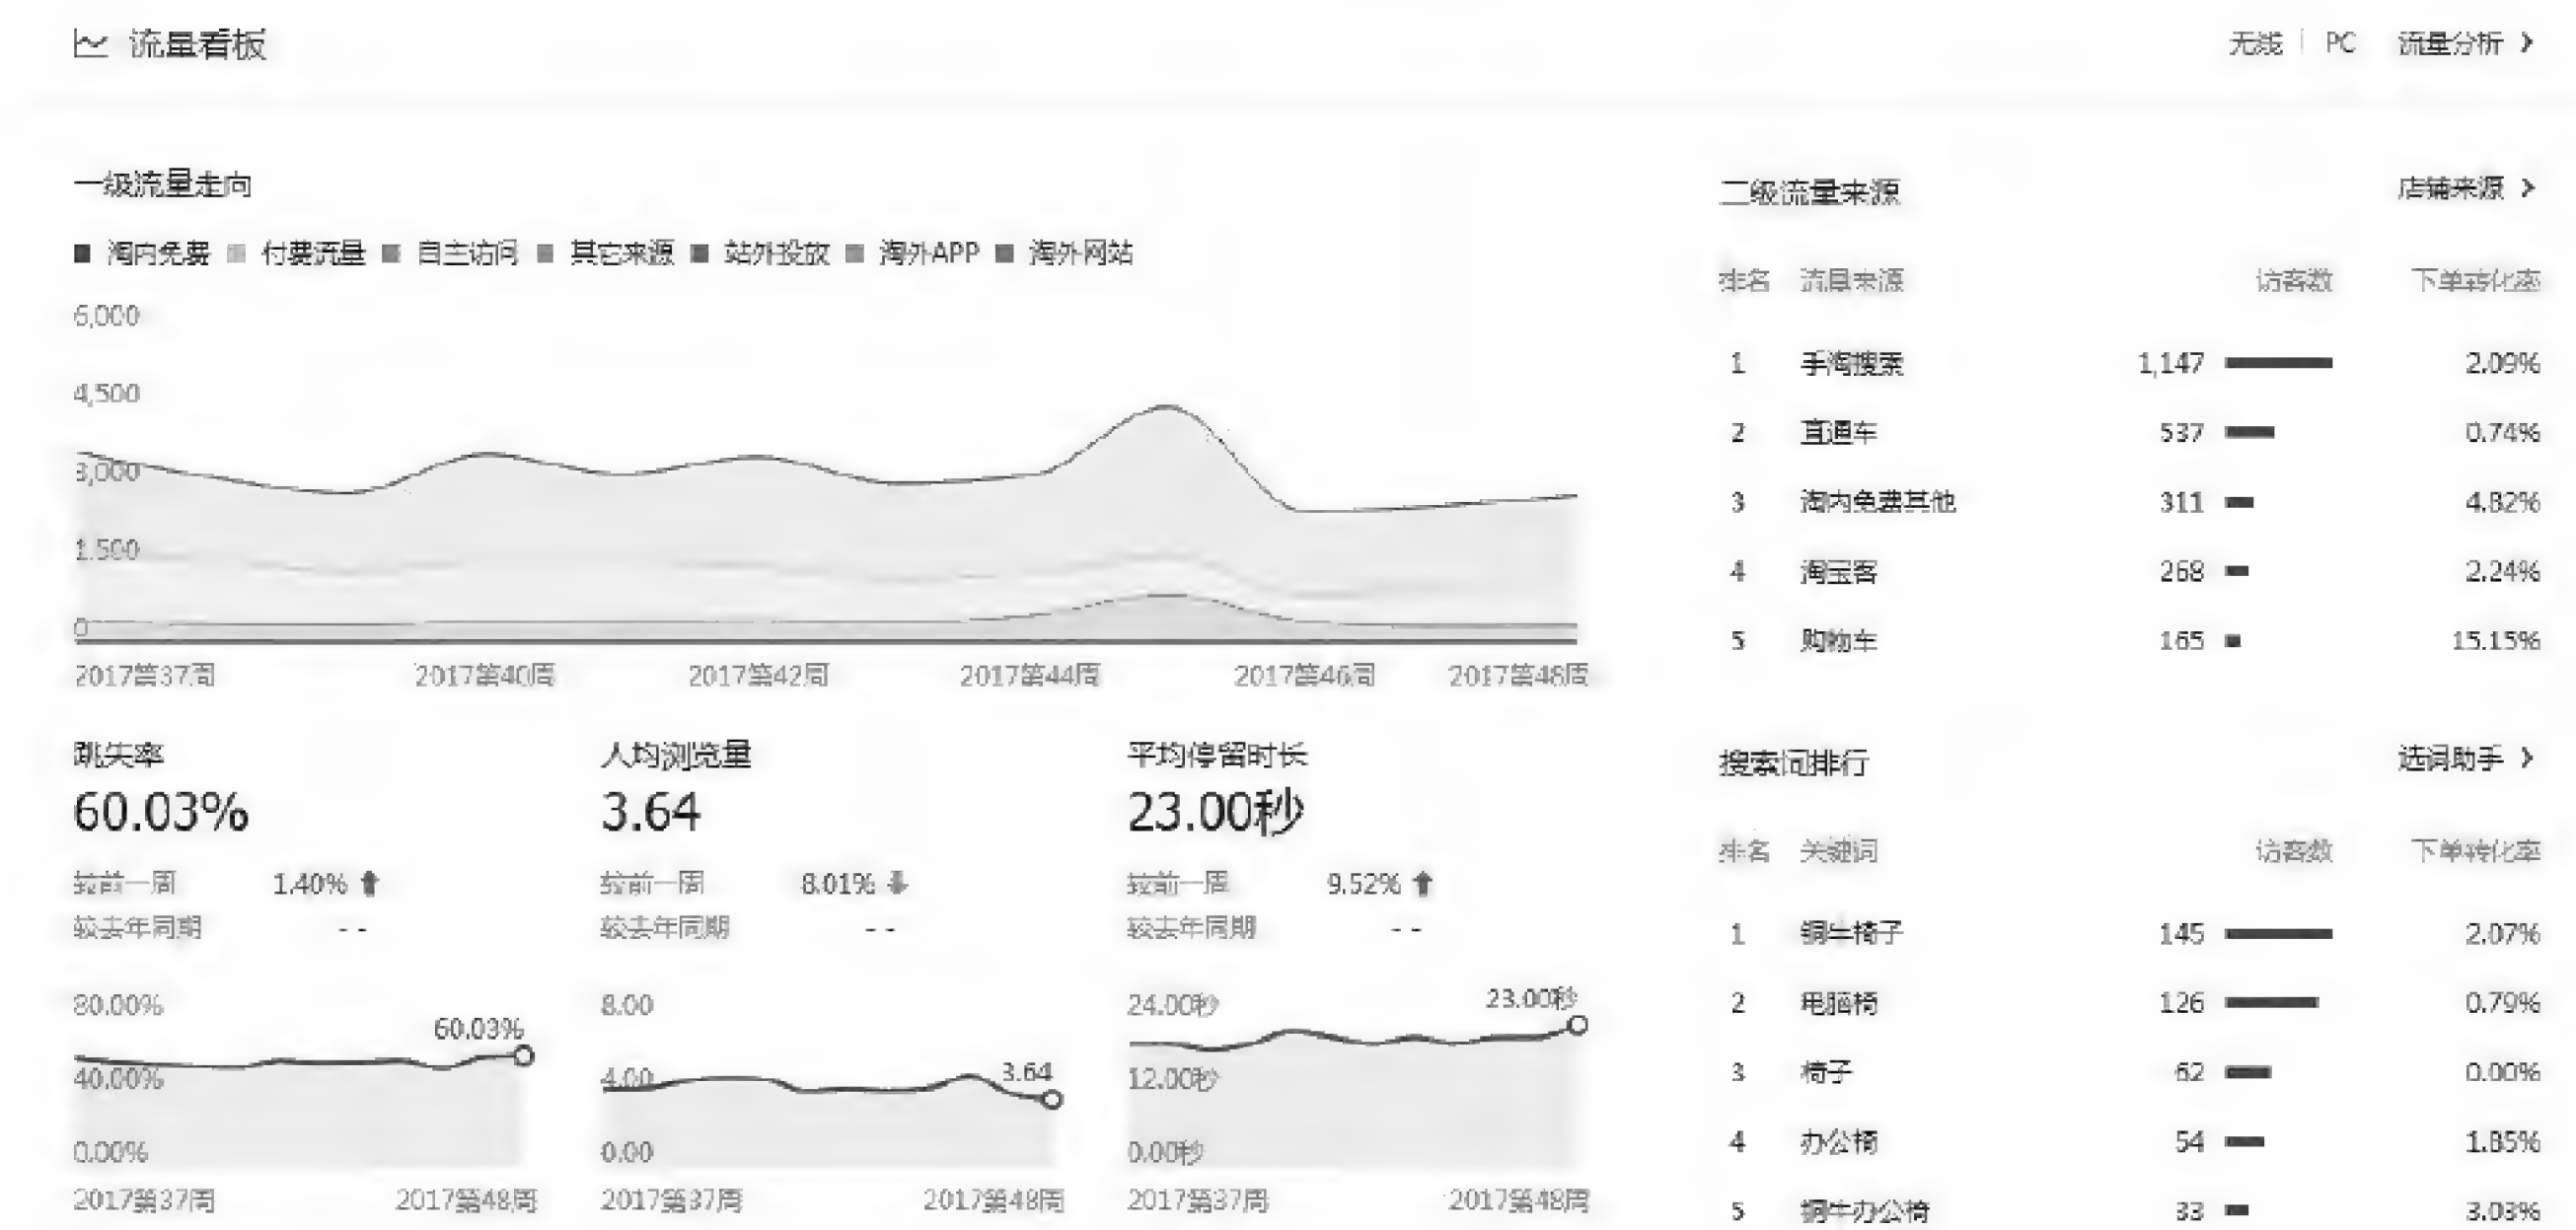 流量看板
无线 | PC 流量分析 >
一级流量走向
淘内免费 付费流量 自主访问 其它来源 站外投放 淘外APP 淘外网站
6,000
4,500
3,000
1,500
0
2017第37周 2017第40周 2017第42周 2017第44周 2017第46周 2017第48周
二级流量来源 店铺来源 >
排名 流量来源 访客数 下单转化率
1 手淘搜索 1,147 2.09%
2 直通车 537 0.74%
3 淘内免费其他 311 4.82%
4 淘宝客 268 2.24%
5 购物车 165 15.15%
跳失率
60.03%
较前一周 1.40%
较去年同期 --
80.00%
60.03%
40.00%
0.00%
2017第37周 2017第48周
人均浏览量
3.64
较前一周 8.01%
较去年同期 --
8.00
3.64
4.00
0.00
2017第37周 2017第48周
平均停留时长
23.00秒
较前一周 9.52%
较去年同期 --
24.00秒
23.00秒
12.00秒
0.00秒
2017第37周 2017第48周
搜索词排行 选词助手 >
排名 关键词 访客数 下单转化率
1 铜牛椅子 145 2.07%
2 电脑椅 126 0.79%
3 椅子 62 0.00%
4 办公椅 54 1.85%
5 铜牛办公椅 33 3.03%